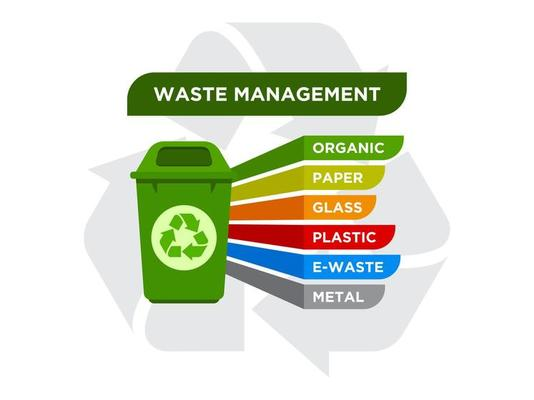 WASTE MANAGEMENT
ORGANIC
PAPER
GLASS
PLASTIC
E-WASTE
METAL